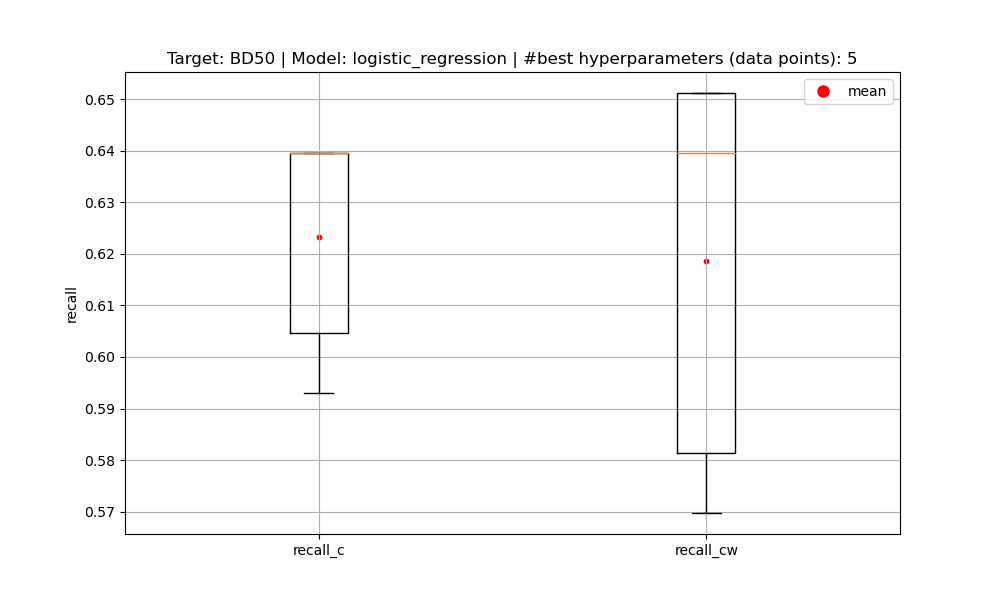 Target: BD50 | Model: logistic_regression | #best hyperparameters (data points): 5
mean
0.65
0.64
0.63
0.62
0.61
0.60
0.59
0.58
0.57
recall
recall_c
recall_cw